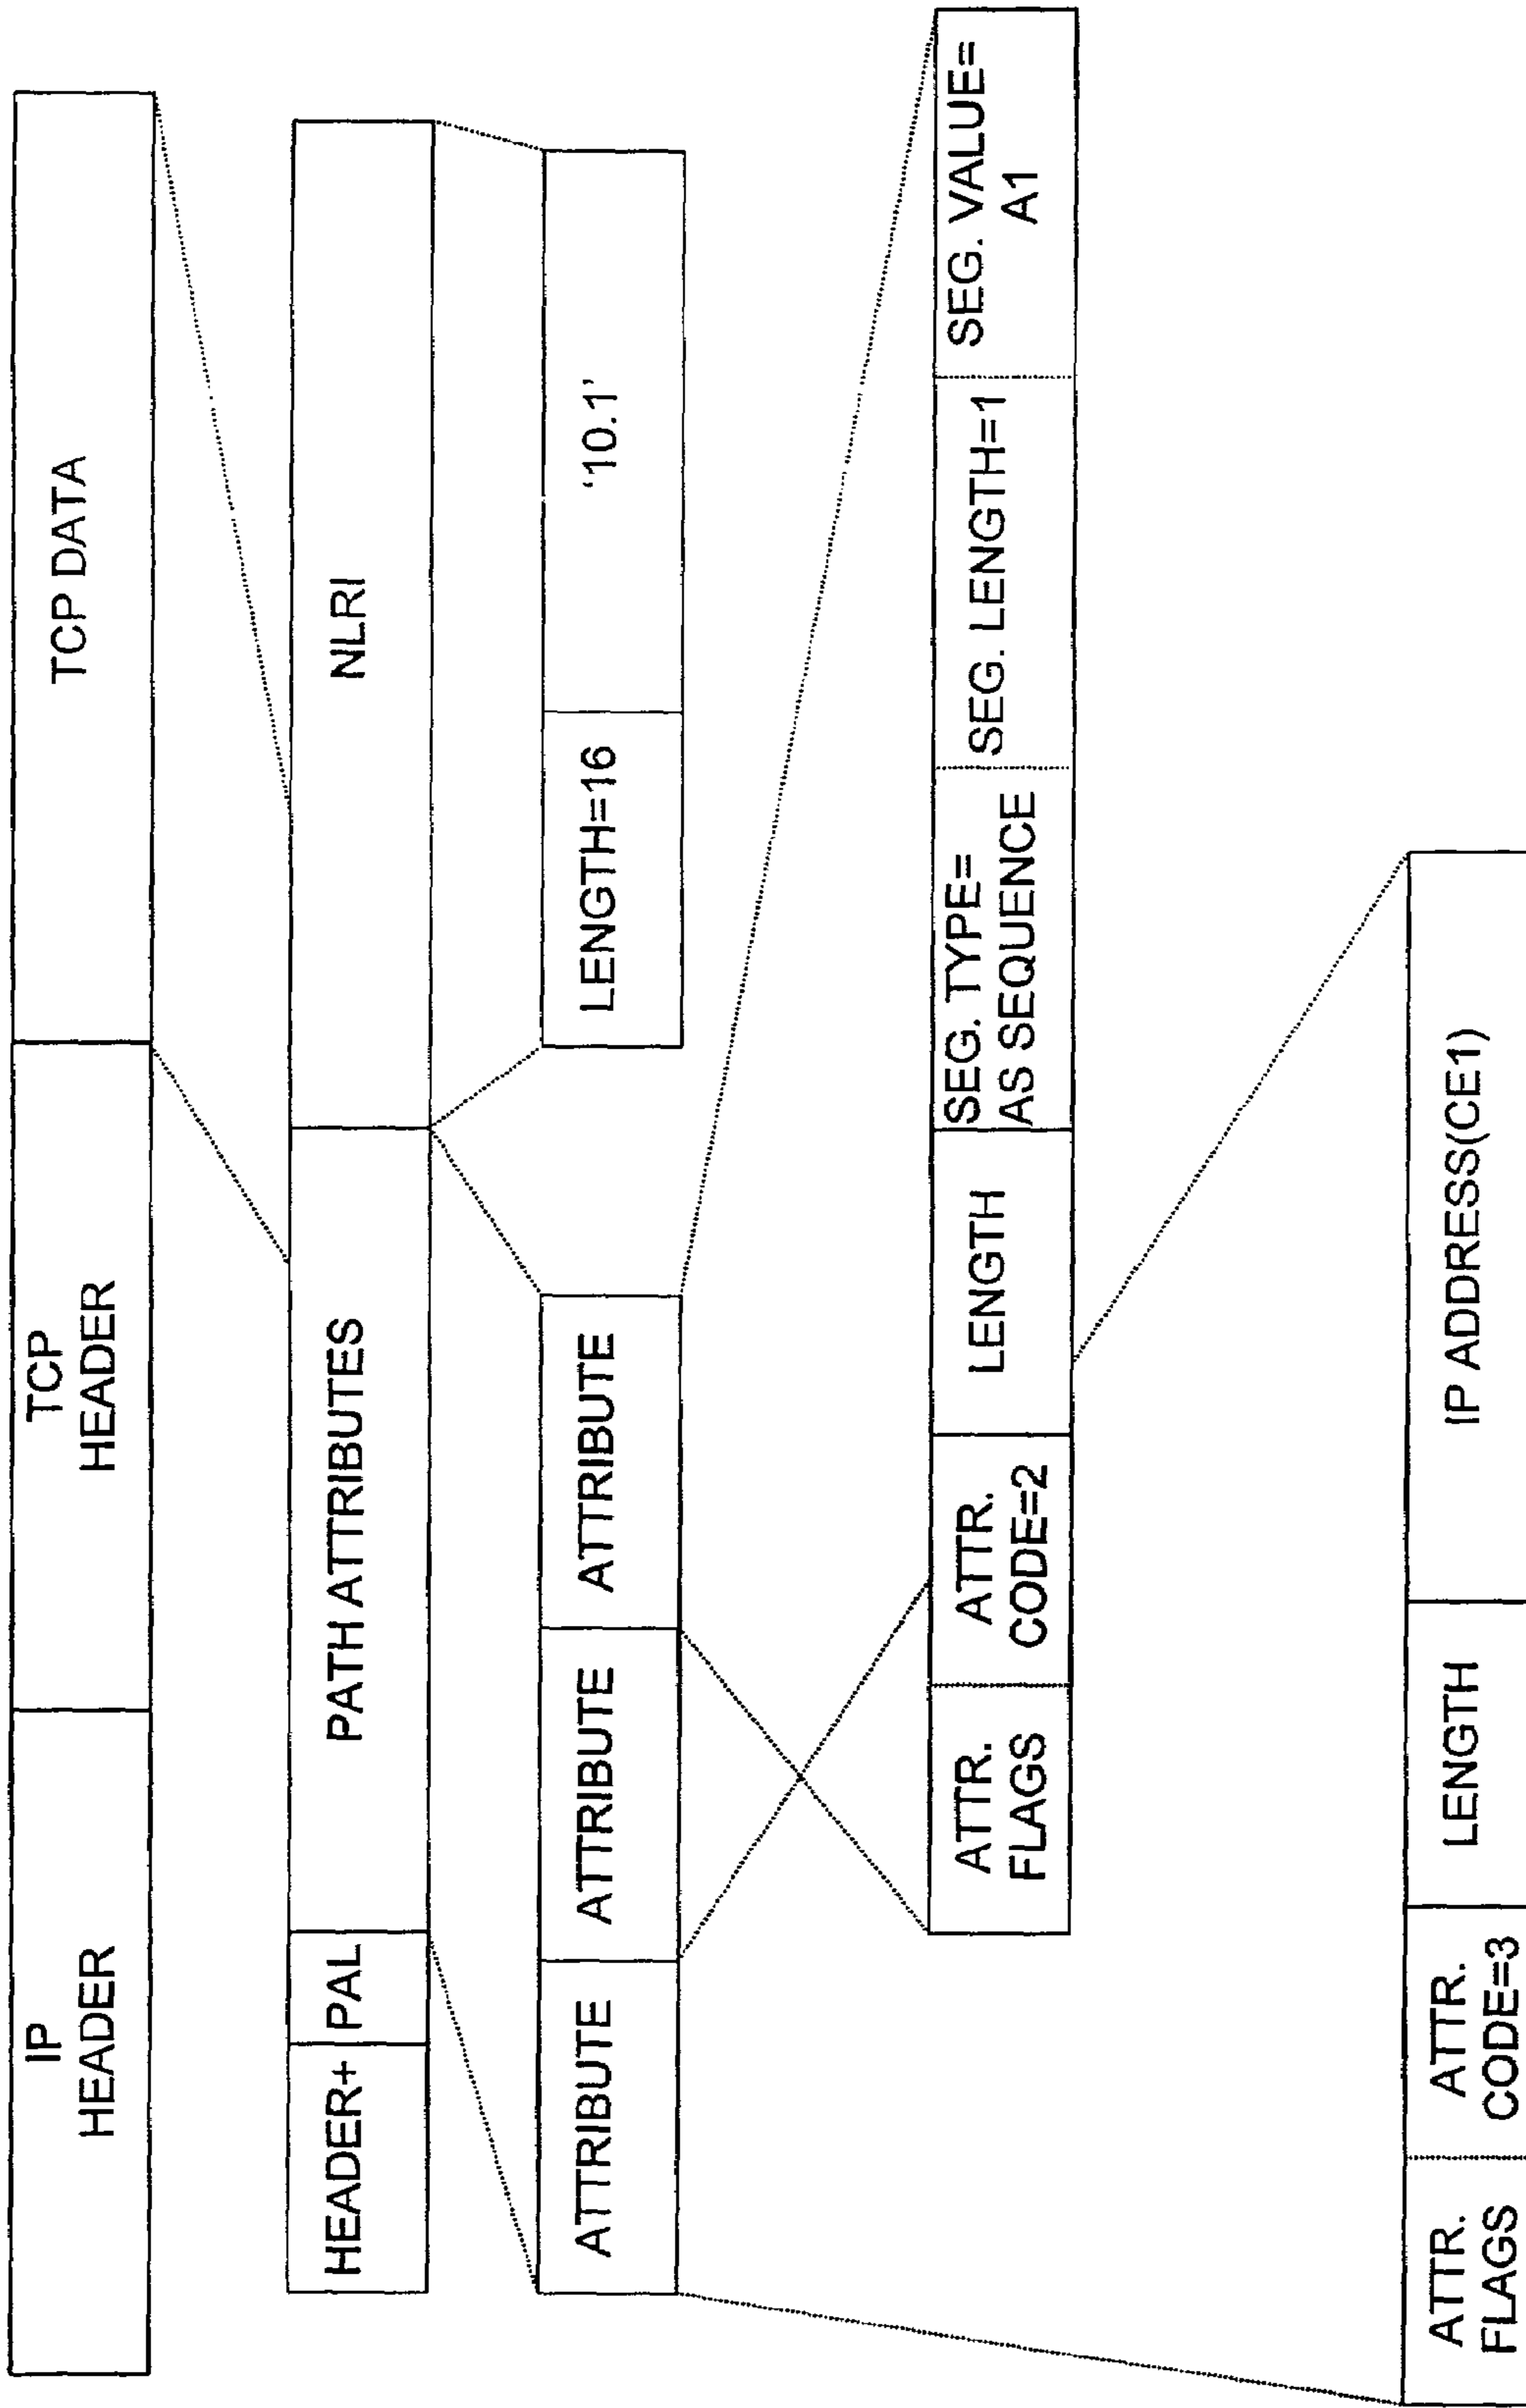 IP
HEADER
TCP
HEADER
TCP DATA
HEADER+
PAL
PATH ATTRIBUTES
NLRI
ATTRIBUTE
ATTRIBUTE
ATTRIBUTE
LENGTH=16
‘10.1’
ATTR.
FLAGS
ATTR.
CODE=2
LENGTH
SEG. TYPE=
AS SEQUENCE
SEG. LENGTH=1
SEG. VALUE=
A1
ATTR.
FLAGS
ATTR.
CODE=3
LENGTH
IP ADDRESS(CE1)